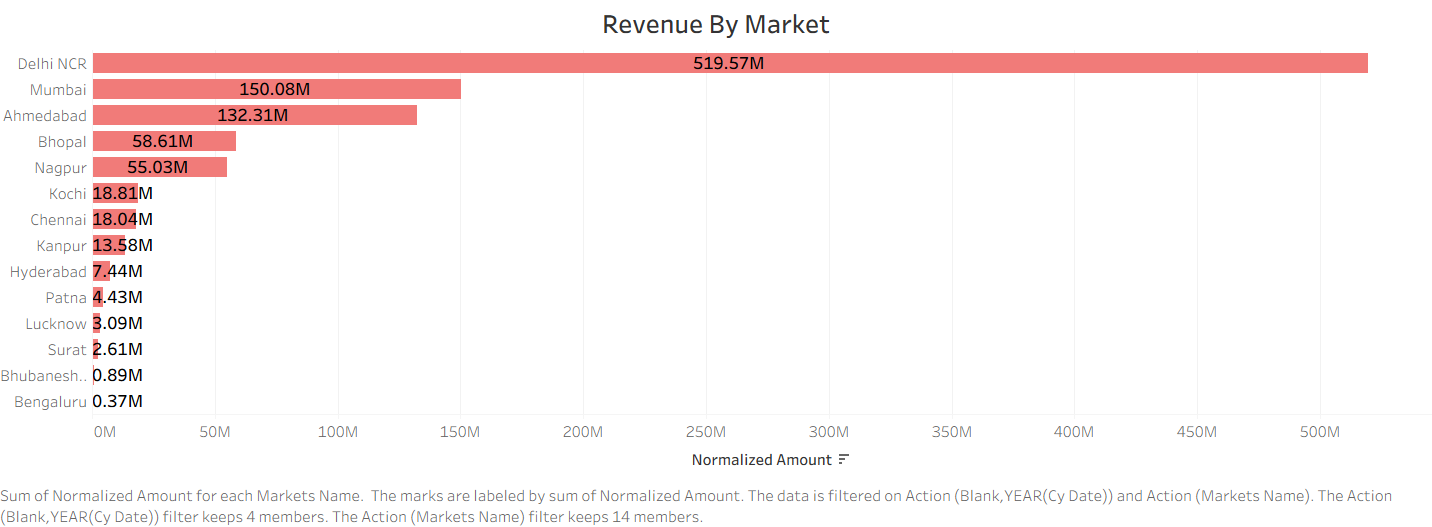 Revenue By Market
Delhi NCR 519.57M
Mumbai 150.08M
Ahmedabad 132.31M
Bhopal 58.61M
Nagpur 55.03M
Kochi 18.81M
Chennai 18.04M
Kanpur 13.58M
Hyderabad 7.44M
Patna 4.43M
Lucknow 3.09M
Surat 2.61M
Bhubanesh.. 0.89M
Bengaluru 0.37M
0M 50M 100M 150M 200M 250M 300M 350M 400M 450M 500M
Normalized Amount
Sum of Normalized Amount for each Markets Name. The marks are labeled by sum of Normalized Amount. The data is filtered on Action (Blank,YEAR(Cy Date)) and Action (Markets Name). The Action
(Blank,YEAR(Cy Date)) filter keeps 4 members. The Action (Markets Name) filter keeps 14 members.